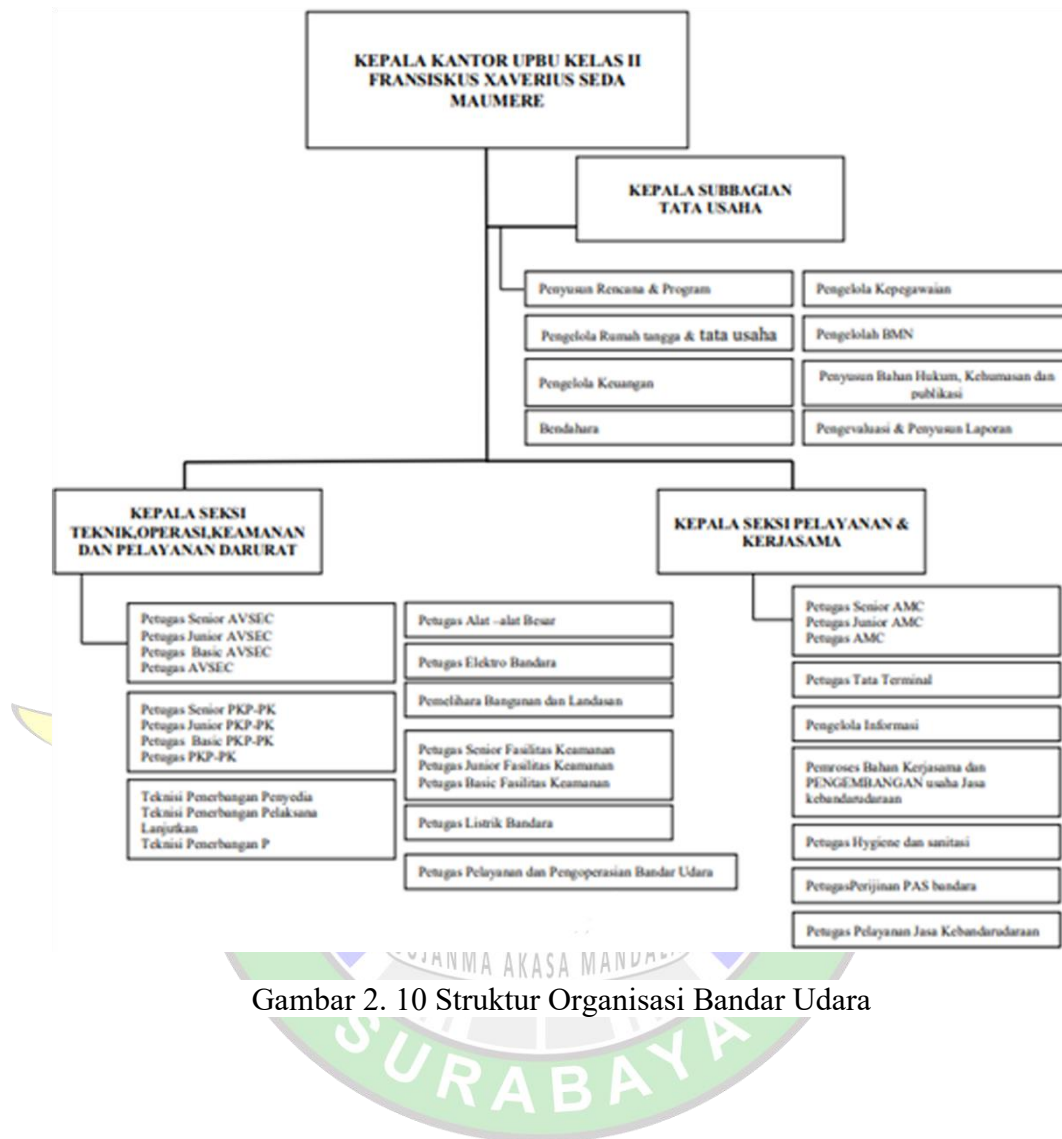 KEPALA KANTOR UPBU KELAS II
FRANSISKUS XAVERIUS SEDA
MAUMERE
KEPALA SUBBAGIAN
TATA USAHA
Penyusun Rencana & Program
Pengelola Kepegawaian
Pengelola Rumah tangga & tata usaha
Pengelolah BMN
Pengelola Keuangan
Penyusun Bahan Hukum, Kehumasan dan
publikasi
Bendahara
Pengevaluasi & Penyusun Laporan
KEPALA SEKSI
TEKNIK,OPERASI,KEAMANAN
DAN PELAYANAN DARURAT
KEPALA SEKSI PELAYANAN &
KERJASAMA
Petugas Senior AVSEC
Petugas Junior AVSEC
Petugas Basic AVSEC
Petugas AVSEC
Petugas Senior PKP-PK
Petugas Junior PKP-PK
Petugas Basic PKP-PK
Petugas PKP-PK
Teknisi Penerbangan Penyedia
Teknisi Penerbangan Pelaksana
Lanjutkan
Teknisi Penerbangan P
Petugas Alat –alat Besar
Petugas Elektro Bandara
Pemelihara Bangunan dan Landasan
Petugas Senior Fasilitas Keamanan
Petugas Junior Fasilitas Keamanan
Petugas Basic Fasilitas Keamanan
Petugas Listrik Bandara
Petugas Pelayanan dan Pengoperasian Bandar Udara
Petugas Senior AMC
Petugas Junior AMC
Petugas AMC
Petugas Tata Terminal
Pengelola Informasi
Pemroses Bahan Kerjasama dan
PENGEMBANGAN usaha Jasa
kebandarudaraan
Petugas Hygiene dan sanitasi
PetugasPerijinan PAS bandara
Petugas Pelayanan Jasa Kebandarudaraan
AKASA
Gambar 2. 10 Struktur Organisasi Bandar Udara
SURABAYA